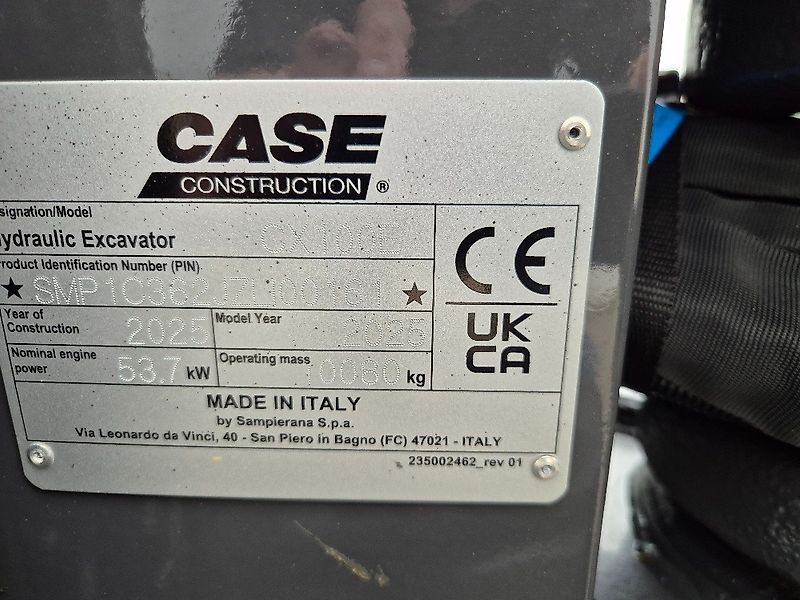 CASE
CONSTRUCTION ®
signation/Model
ydraulic Excavator CX100E
roduct Identification Number (PIN)
★ ★
Year of Construction 2025 Model Year 2025
Nominal engine power 53.7 kW Operating mass 10080 kg
CE
UK
CA
MADE IN ITALY
by Sampierana S.p.a.
Via Leonardo da Vinci, 40 - San Piero in Bagno (FC) 47021 - ITALY
235002462_rev 01